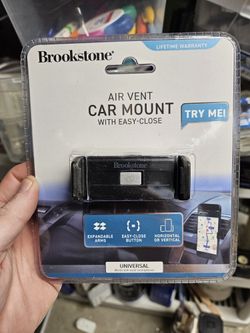 Brookstone®
LIFETIME WARRANTY
AIR VENT
CAR MOUNT
WITH EASY-CLOSE
TRY ME!
Brookstone
EXPANDABLE
ARMS
EASY-CLOSE
BUTTON
HORIZONTAL
OR VERTICAL
UNIVERSAL